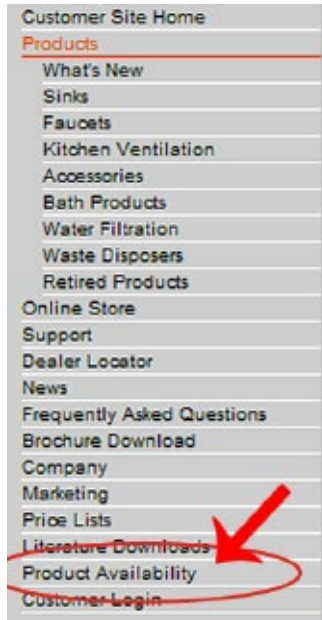 Customer Site Home
Products
What's New
Sinks
Faucets
Kitchen Ventilation
Accessories
Bath Products
Water Filtration
Waste Disposers
Retired Products
Online Store
Support
Dealer Locator
News
Frequently Asked Questions
Brochure Download
Company
Marketing
Price Lists
Literature Downloads
Product Availability
Customer Login